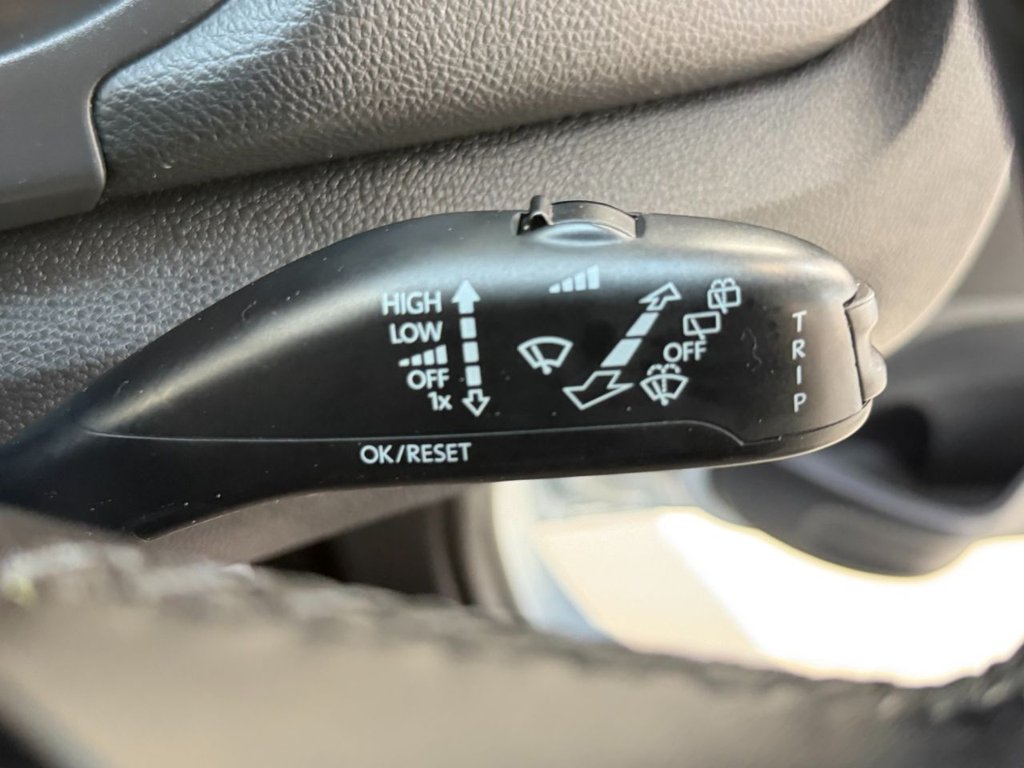 HIGH
LOW
OFF
1x
OFF
TRIP
OK/RESET